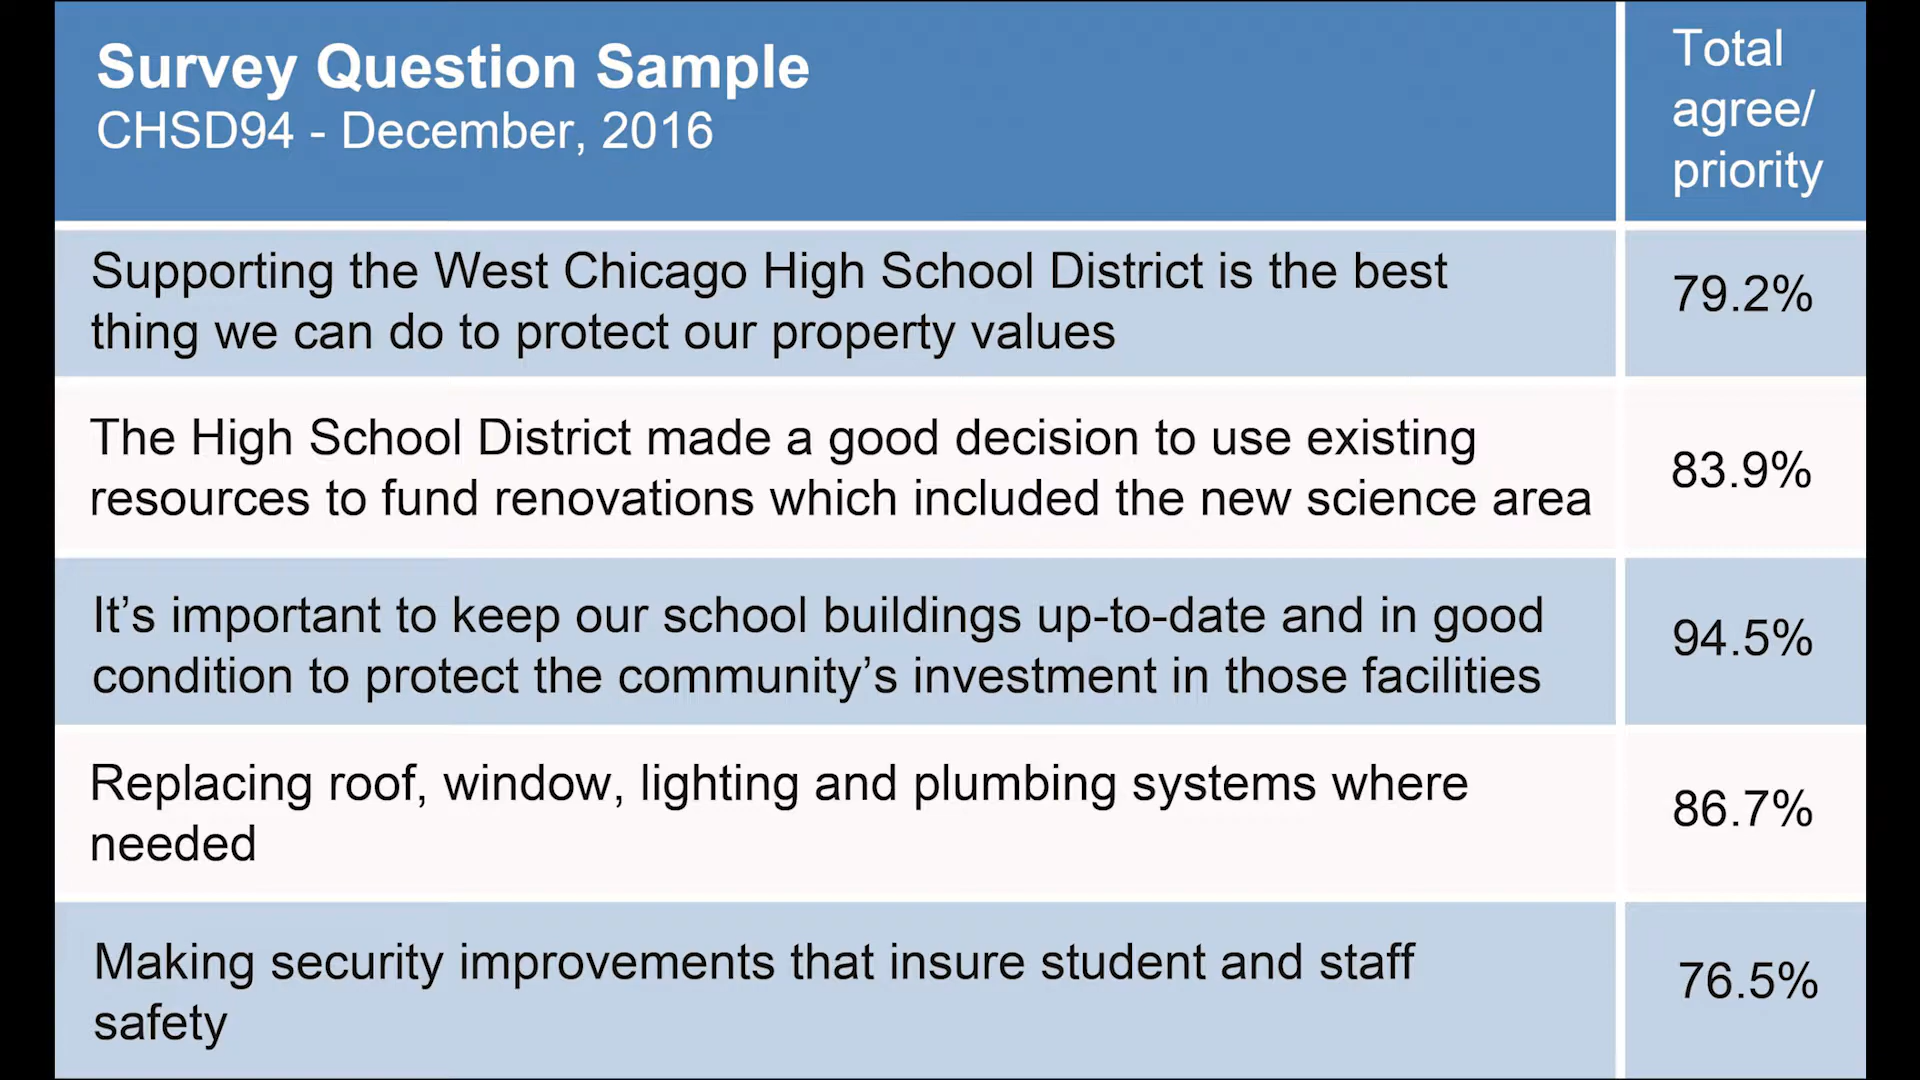 Survey Question Sample
CHSD94 - December, 2016
Total
agree/
priority
Supporting the West Chicago High School District is the best
thing we can do to protect our property values
79.2%
The High School District made a good decision to use existing
resources to fund renovations which included the new science area
83.9%
It’s important to keep our school buildings up-to-date and in good
condition to protect the community’s investment in those facilities
94.5%
Replacing roof, window, lighting and plumbing systems where
needed
86.7%
Making security improvements that insure student and staff
safety
76.5%